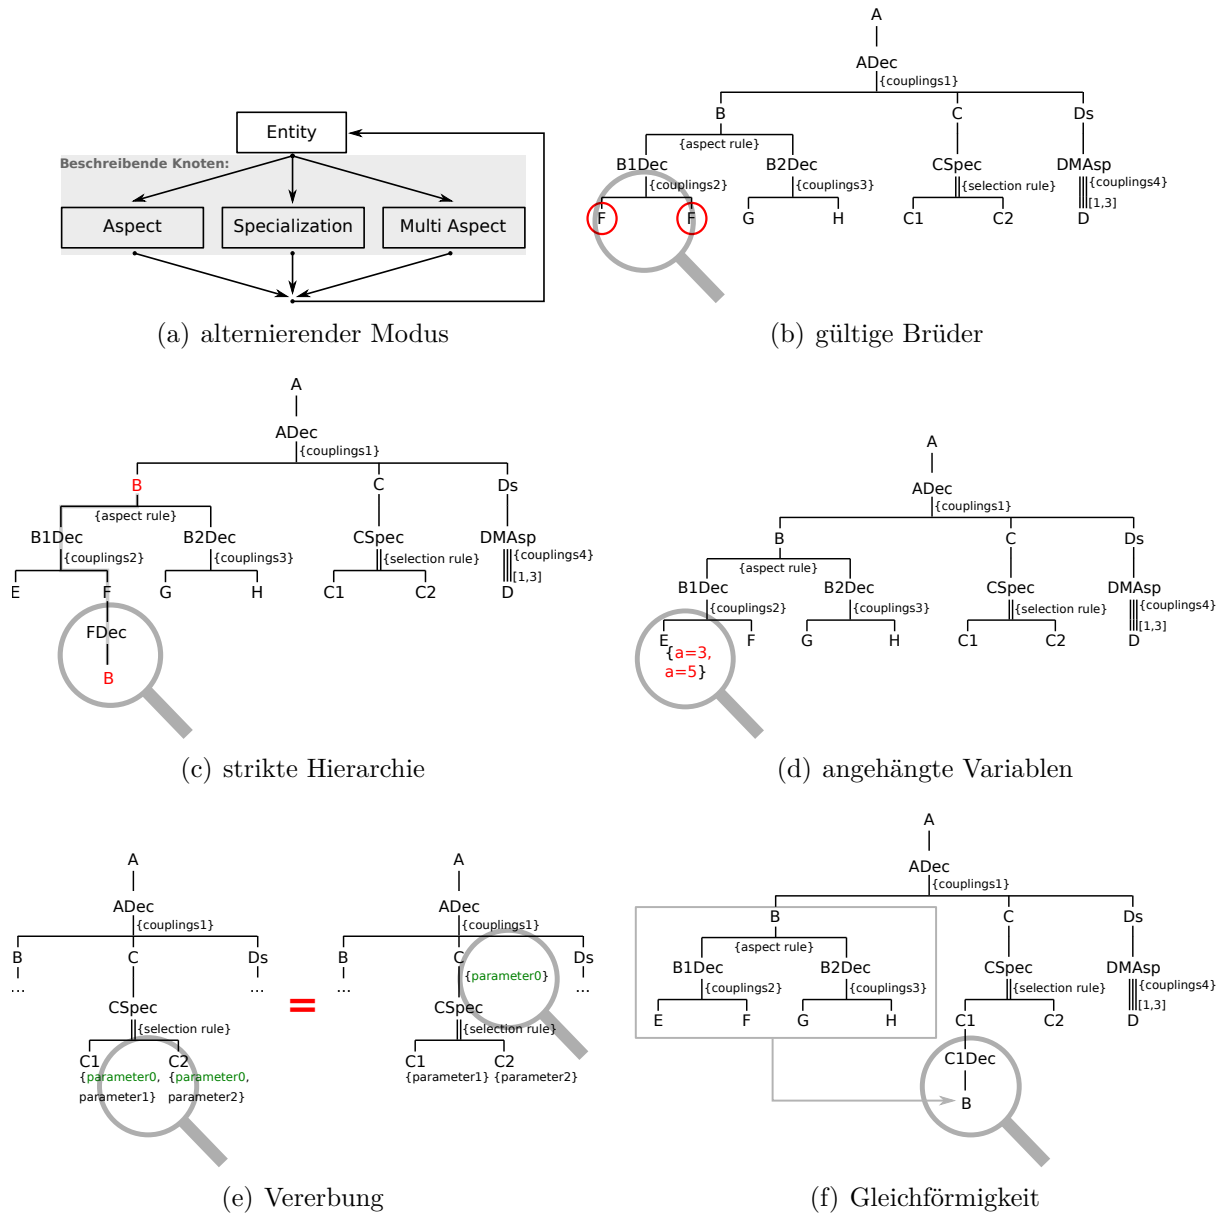 Entity
Beschreibende Knoten:
Aspect
Specialization
Multi Aspect
(a) alternierender Modus
A
ADec
{couplings1}
B
C
Ds
{aspect rule}
B1Dec
B2Dec
CSpec
DMAsp
{couplings2}
{couplings3}
{selection rule}
{couplings4}
[1,3]
F
F
G
H
C1
C2
D
(b) gültige Brüder
A
ADec
{couplings1}
B
C
Ds
{aspect rule}
B1Dec
B2Dec
CSpec
DMAsp
{couplings2}
{couplings3}
{selection rule}
{couplings4}
[1,3]
E
F
G
H
C1
C2
D
FDec
B
(c) strikte Hierarchie
A
ADec
{couplings1}
B
C
Ds
{aspect rule}
B1Dec
B2Dec
CSpec
DMAsp
{couplings2}
{couplings3}
{selection rule}
{couplings4}
[1,3]
E
F
G
H
C1
C2
D
{a=3,
a=5}
(d) angehängte Variablen
A
ADec
{couplings1}
B
C
Ds
...
...
CSpec
{selection rule}
C1
C2
{parameter0,
parameter1}
{parameter0,
parameter2}
=
A
ADec
{couplings1}
B
C
Ds
{parameter0}
...
...
CSpec
{selection rule}
C1
C2
{parameter1}
{parameter2}
(e) Vererbung
A
ADec
{couplings1}
B
C
Ds
{aspect rule}
B1Dec
B2Dec
CSpec
DMAsp
{couplings2}
{couplings3}
{selection rule}
{couplings4}
[1,3]
E
F
G
H
C1
C2
D
C1Dec
B
(f) Gleichförmigkeit